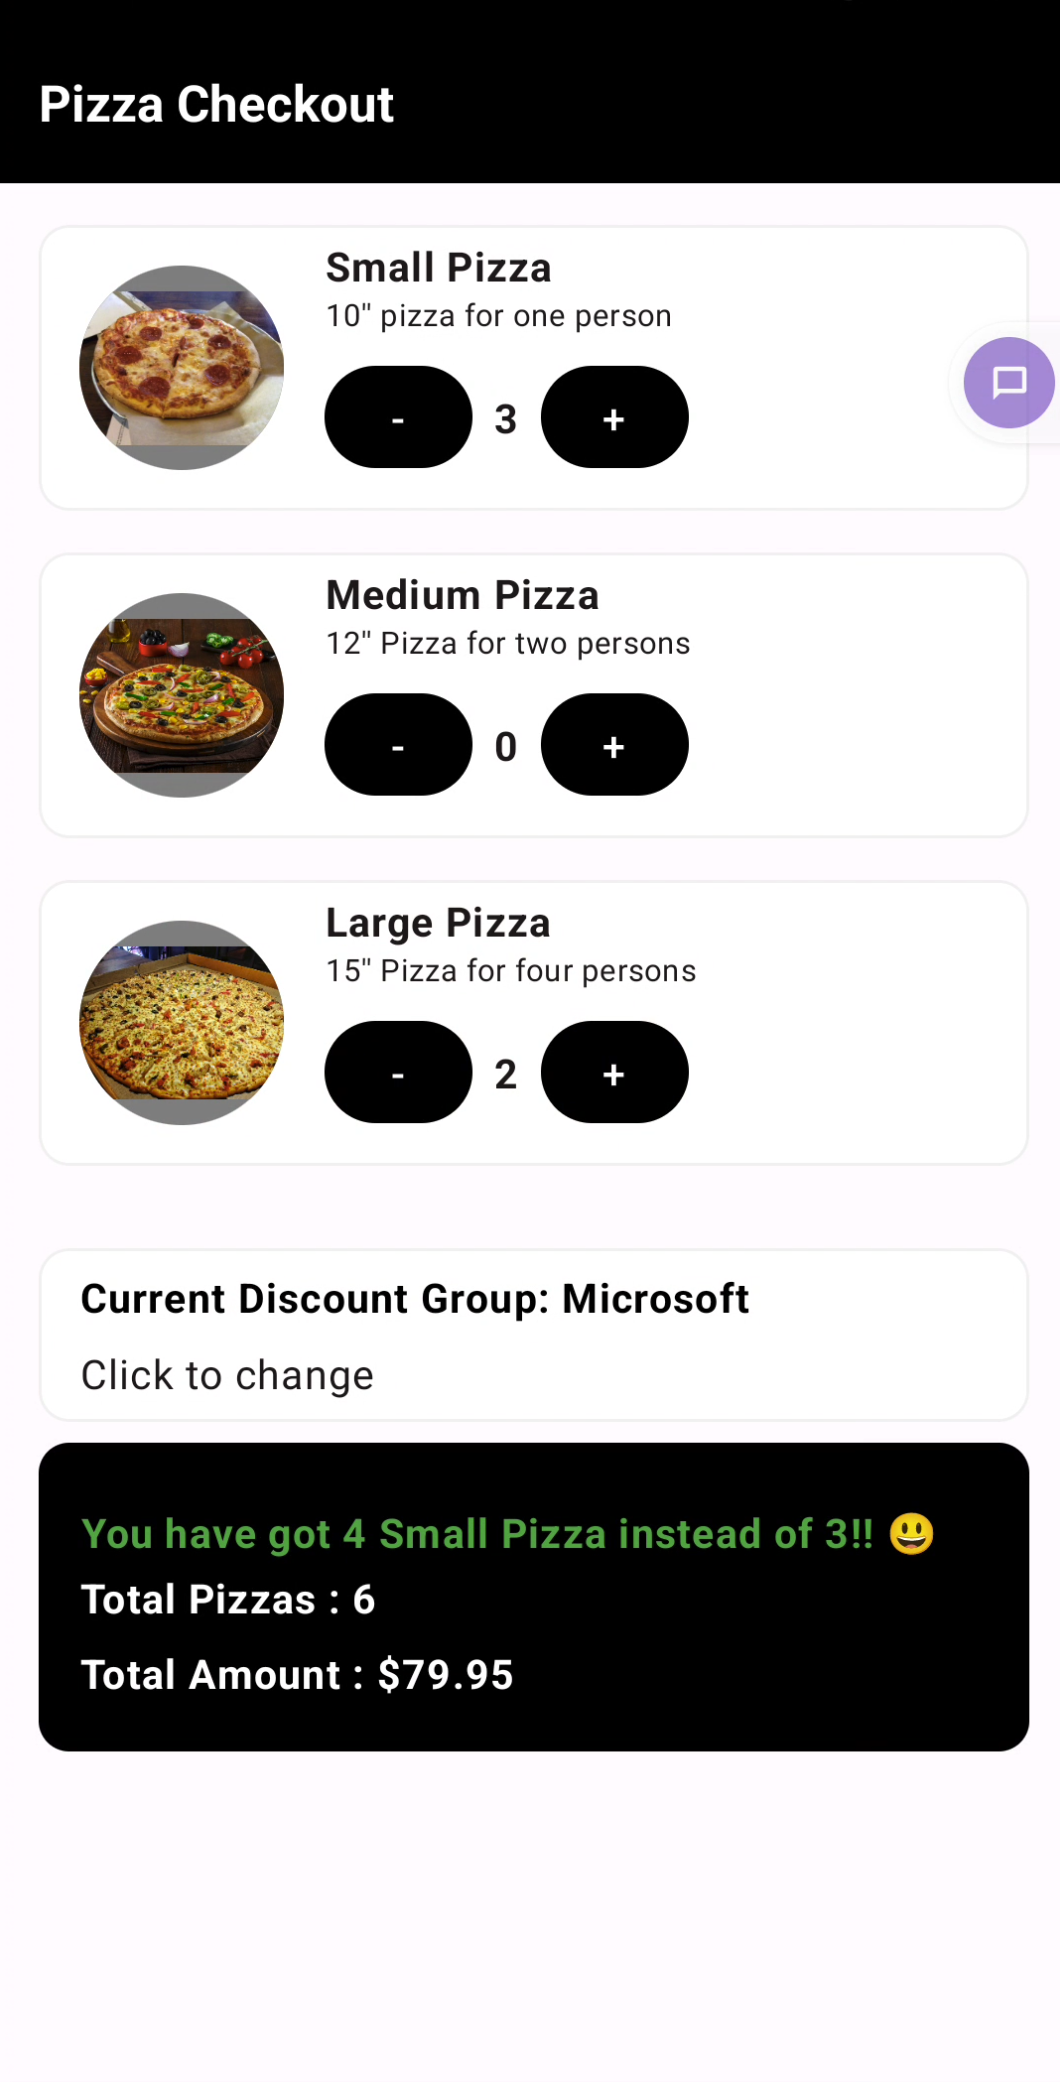 Pizza Checkout
Small Pizza
10" pizza for one person
- 3 +
Medium Pizza
12" Pizza for two persons
- 0 +
Large Pizza
15" Pizza for four persons
- 2 +
Current Discount Group: Microsoft
Click to change
You have got 4 Small Pizza instead of 3!! 😃
Total Pizzas : 6
Total Amount : $79.95